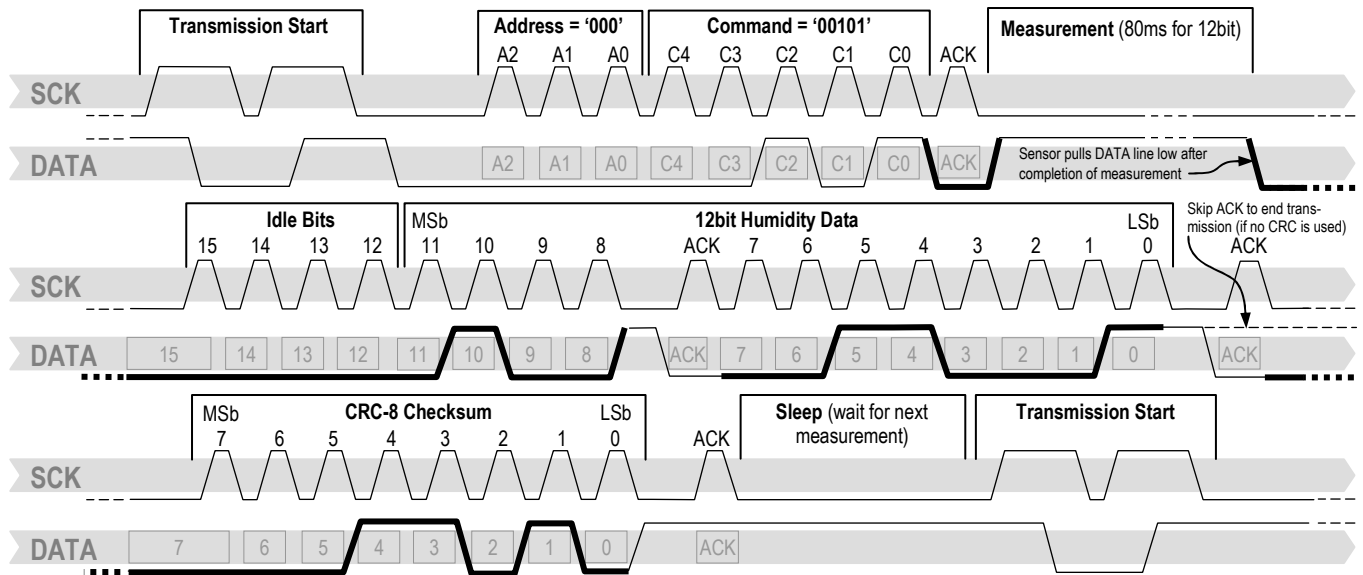 Transmission Start Address = ‘000’ Command = ‘00101’ Measurement (80ms for 12bit)
A2 A1 A0 C4 C3 C2 C1 C0 ACK
SCK
DATA A2 A1 A0 C4 C3 C2 C1 C0 ACK
Sensor pulls DATA line low after
completion of measurement
Idle Bits MSb 12bit Humidity Data LSb
Skip ACK to end trans-
mission (if no CRC is used)
15 14 13 12 11 10 9 8 ACK 7 6 5 4 3 2 1 0 ACK
SCK
DATA 15 14 13 12 11 10 9 8 ACK 7 6 5 4 3 2 1 0 ACK
MSb CRC-8 Checksum LSb
Sleep (wait for next
measurement)
Transmission Start
7 6 5 4 3 2 1 0 ACK
SCK
DATA 7 6 5 4 3 2 1 0 ACK